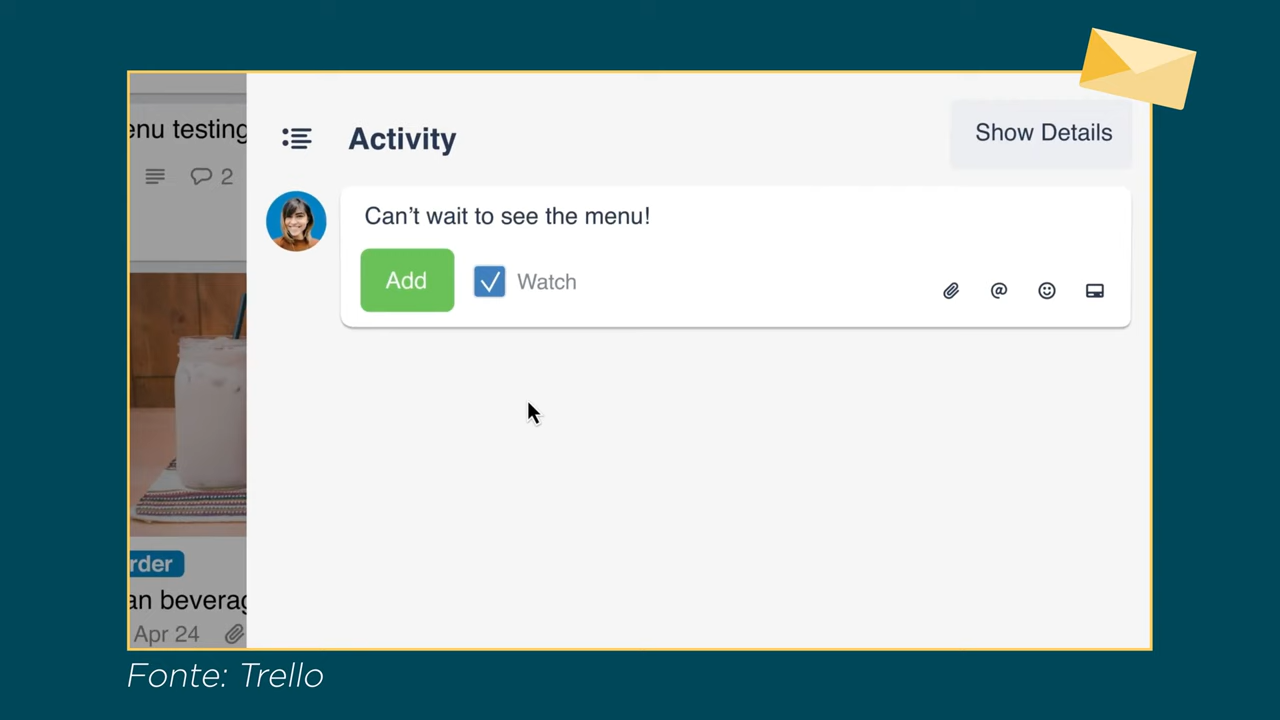 enu testing
2
Activity
Show Details
Can't wait to see the menu!
Add
Watch
@
rder
an beverag
Apr 24
Fonte: Trello